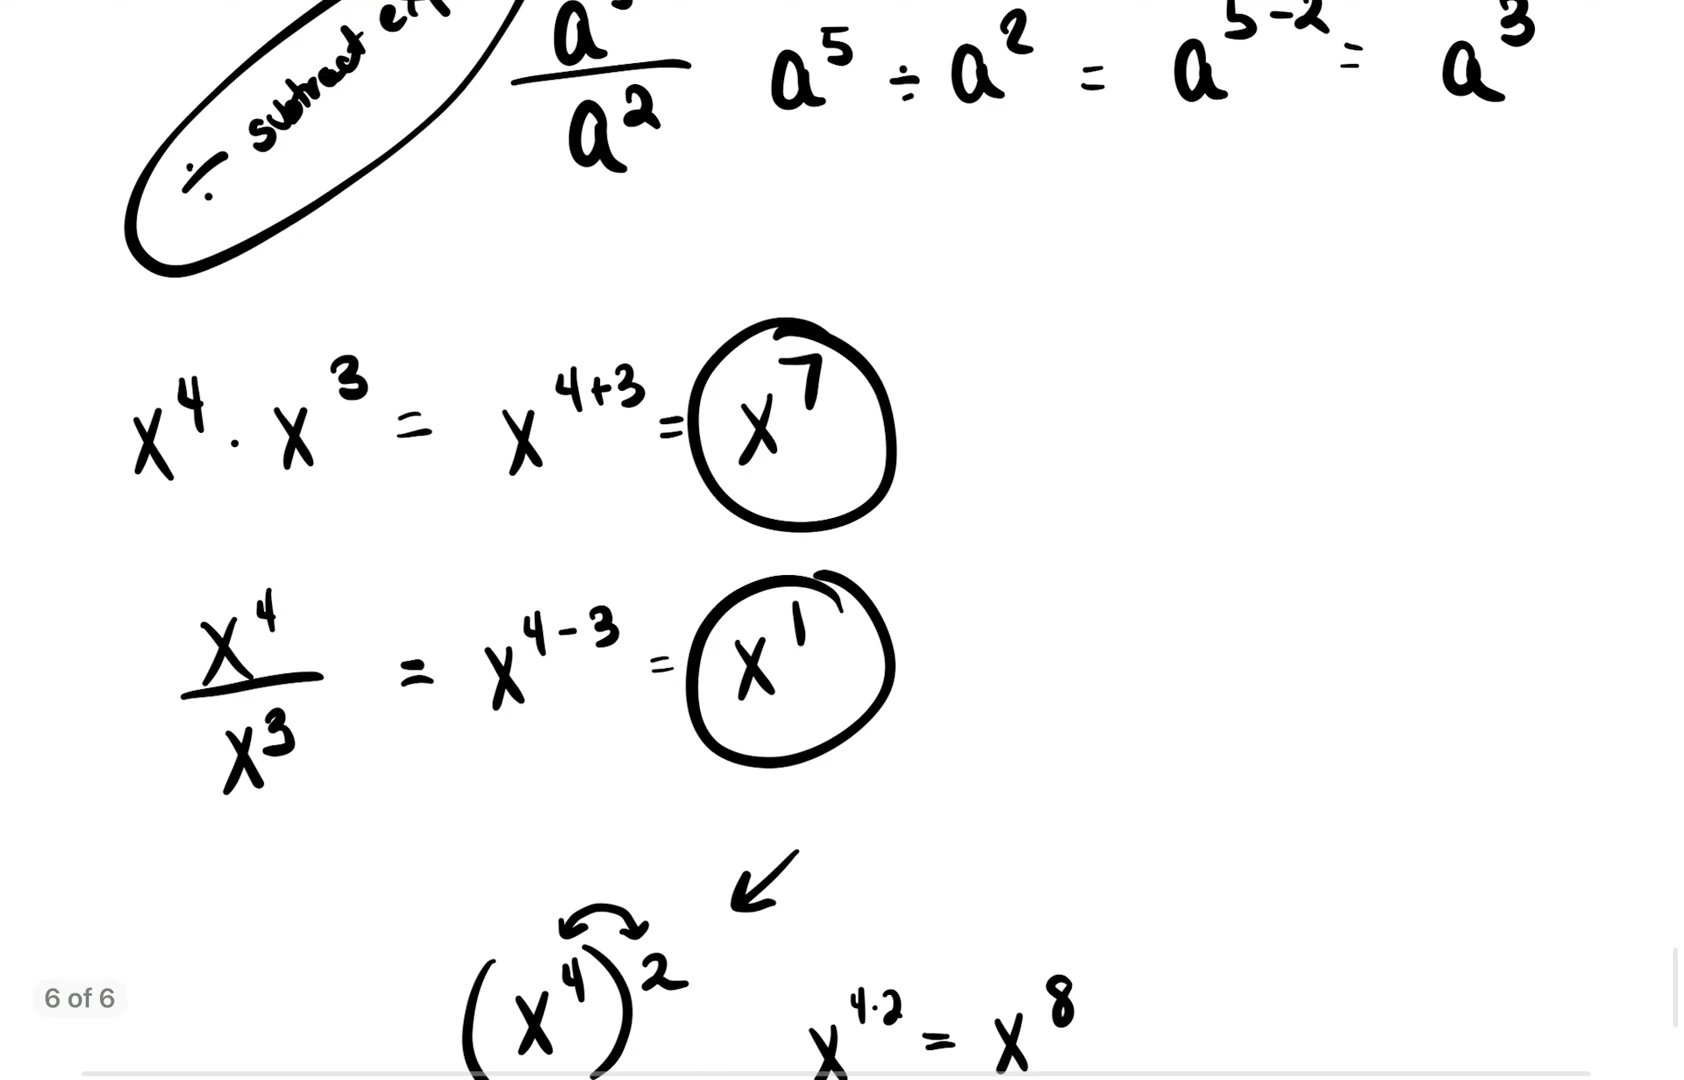 ÷ subtract
a
a² a⁵ ÷ a² = a⁵⁻² = a³
x⁴ · x³ = x⁴⁺³ = x⁷
x⁴
x³ = x⁴⁻³ = x¹
(x⁴)² x⁴·² = x⁸
6 of 6